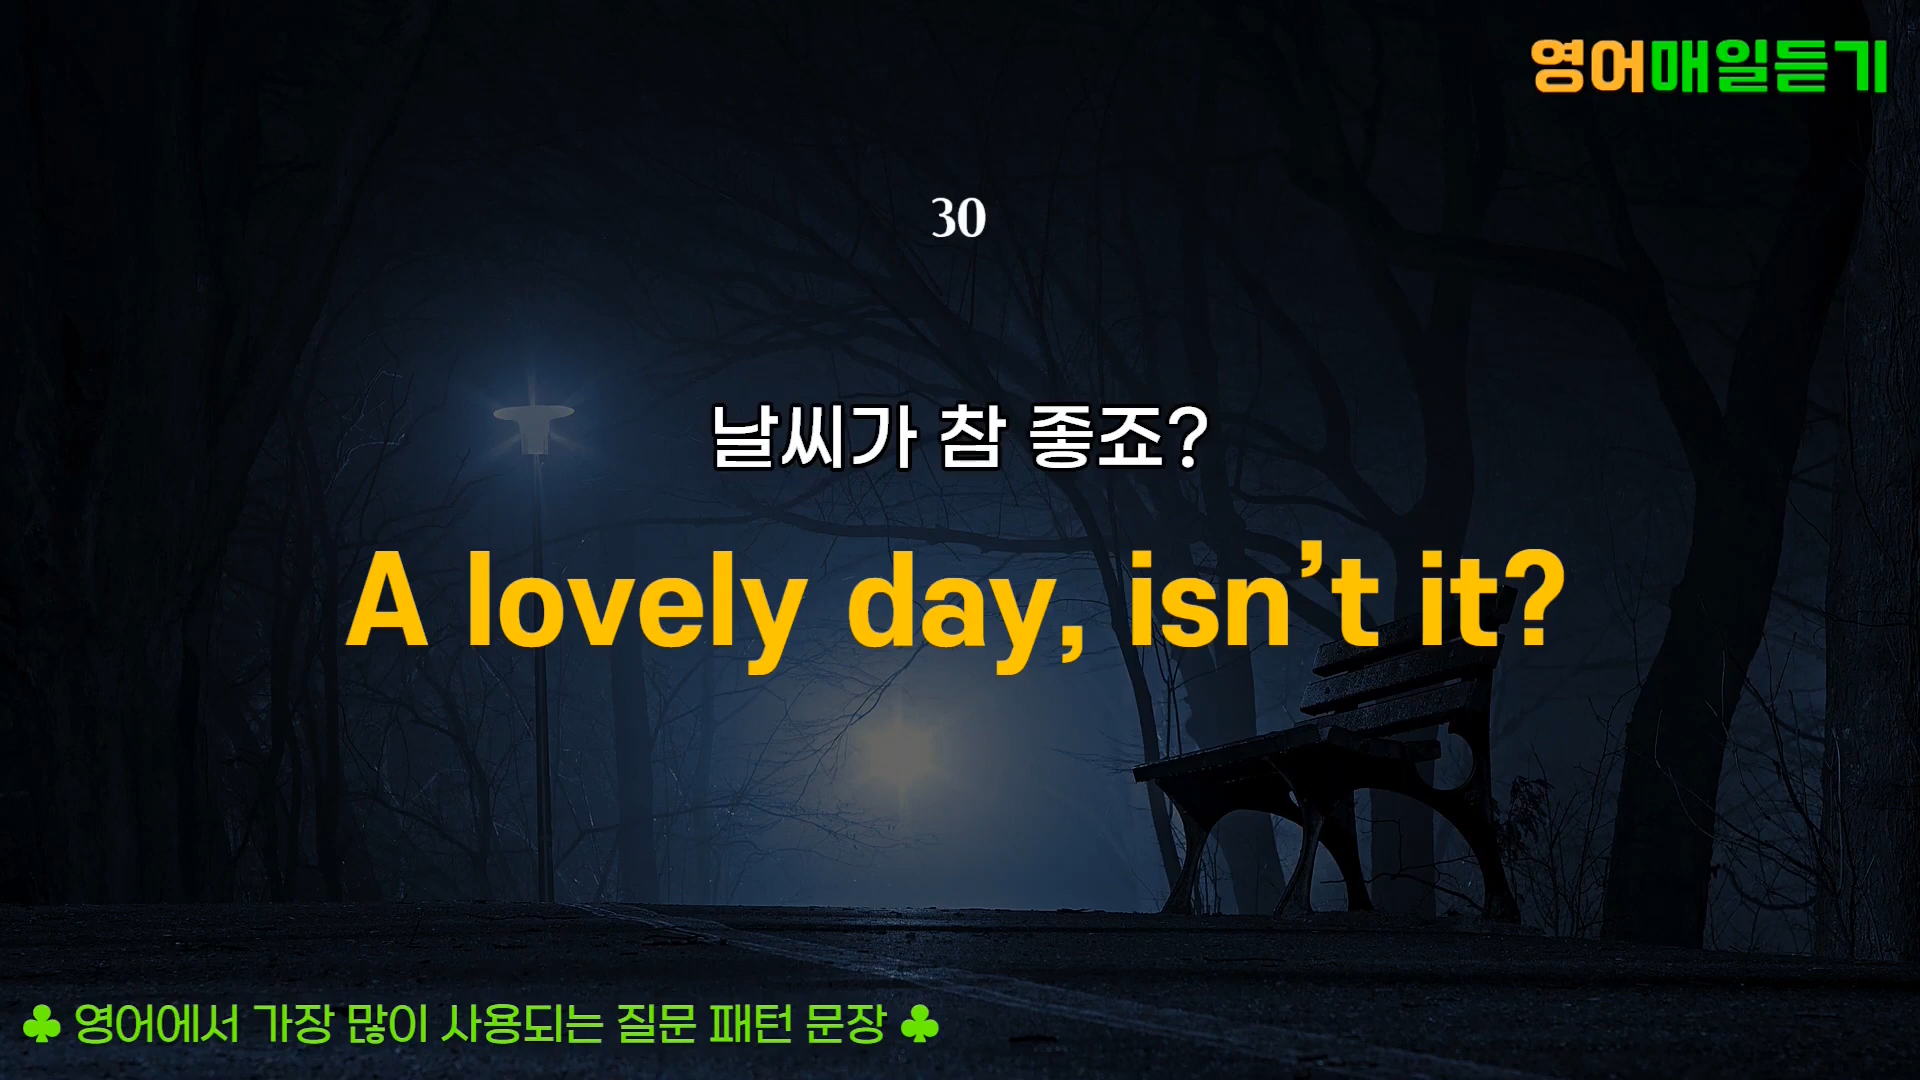 영어매일듣기
30
날씨가 참 좋죠?
A lovely day, isn’t it?
♣ 영어에서 가장 많이 사용되는 질문 패턴 문장 ♣